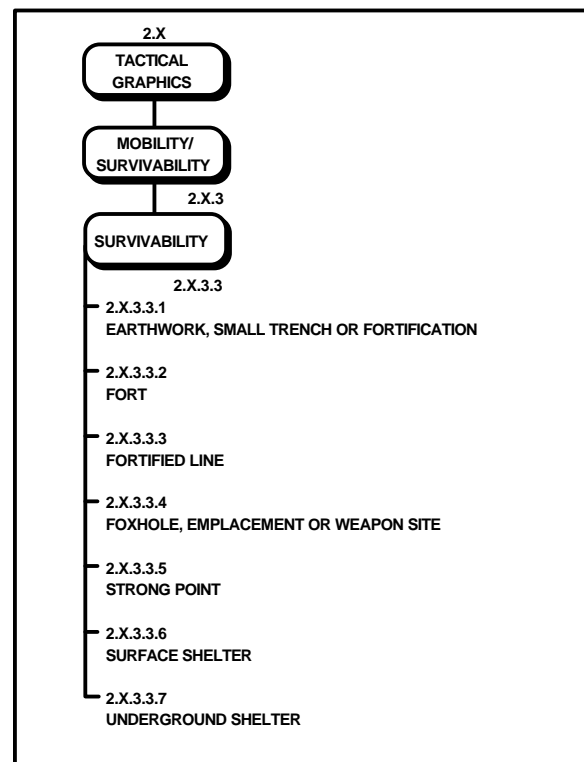 2.X
TACTICAL
GRAPHICS
MOBILITY/
SURVIVABILITY
2.X.3
SURVIVABILITY
2.X.3.3
2.X.3.3.1
EARTHWORK, SMALL TRENCH OR FORTIFICATION
2.X.3.3.2
FORT
2.X.3.3.3
FORTIFIED LINE
2.X.3.3.4
FOXHOLE, EMPLACEMENT OR WEAPON SITE
2.X.3.3.5
STRONG POINT
2.X.3.3.6
SURFACE SHELTER
2.X.3.3.7
UNDERGROUND SHELTER